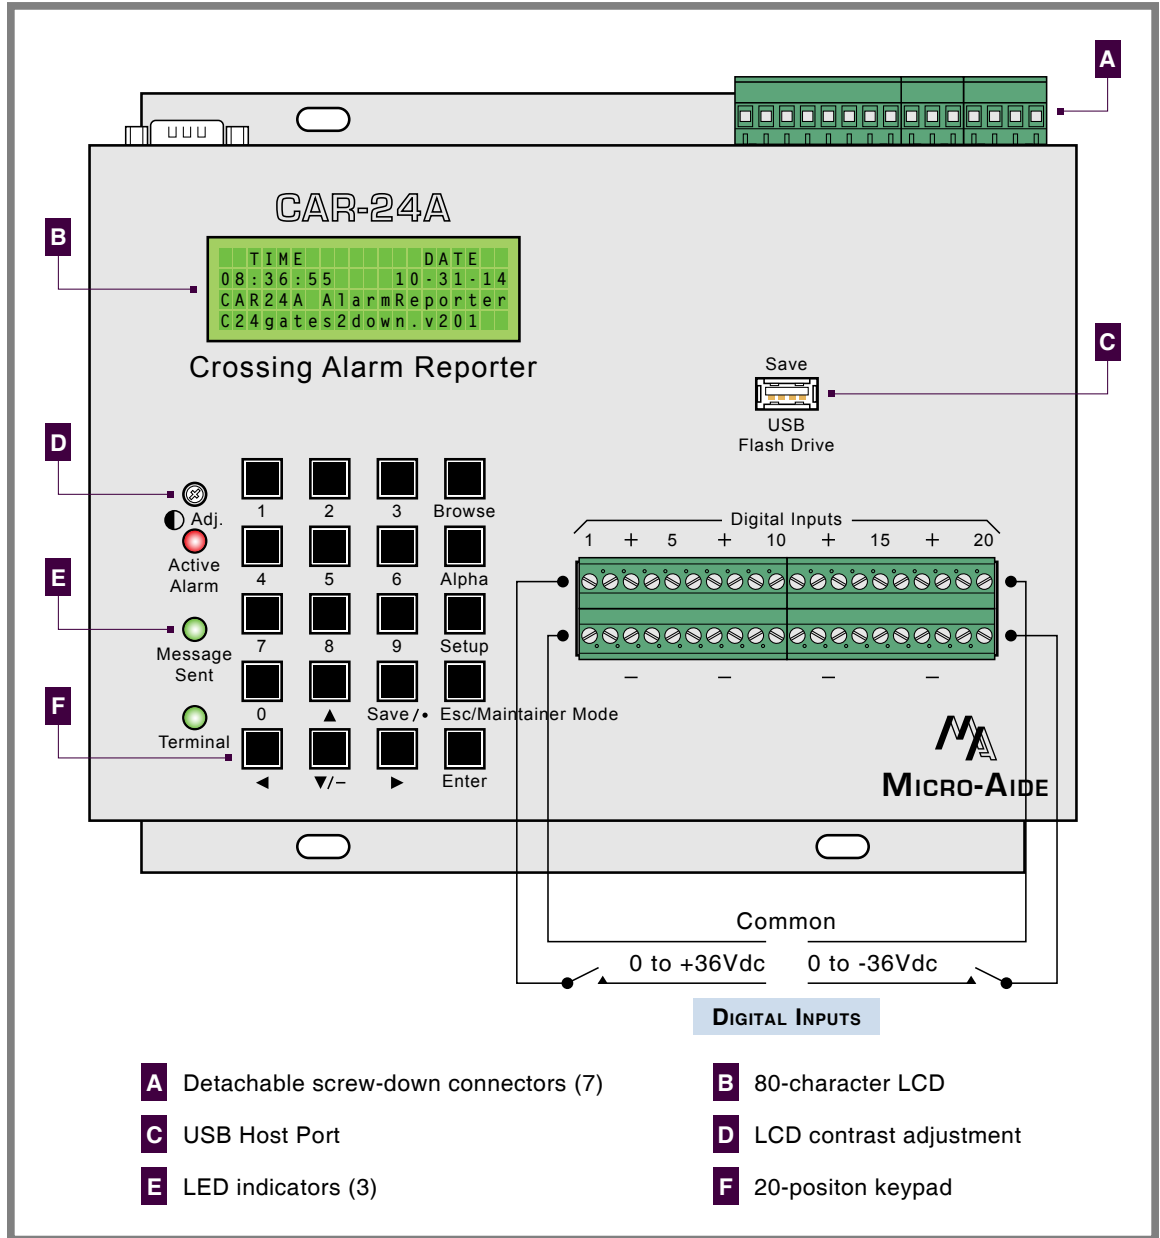 A
CAR-24A
B
TIME DATE
08:36:55 10-31-14
CAR24A AlarmReporter
C24gates2down.v201
Crossing Alarm Reporter
Save
C
USB
Flash Drive
D
Adj.
1 2 3 Browse
Active
Alarm
4 5 6 Alpha
E
Message
Sent
7 8 9 Setup
F
Terminal
0 ▲ Save/• Esc/Maintainer Mode
◀ ▼/– ▶ Enter
Digital Inputs
1 + 5 + 10 + 15 + 20
– – – –
MA
MICRO-AIDE
Common
0 to +36Vdc 0 to -36Vdc
DIGITAL INPUTS
A Detachable screw-down connectors (7)
B 80-character LCD
C USB Host Port
D LCD contrast adjustment
E LED indicators (3)
F 20-positon keypad